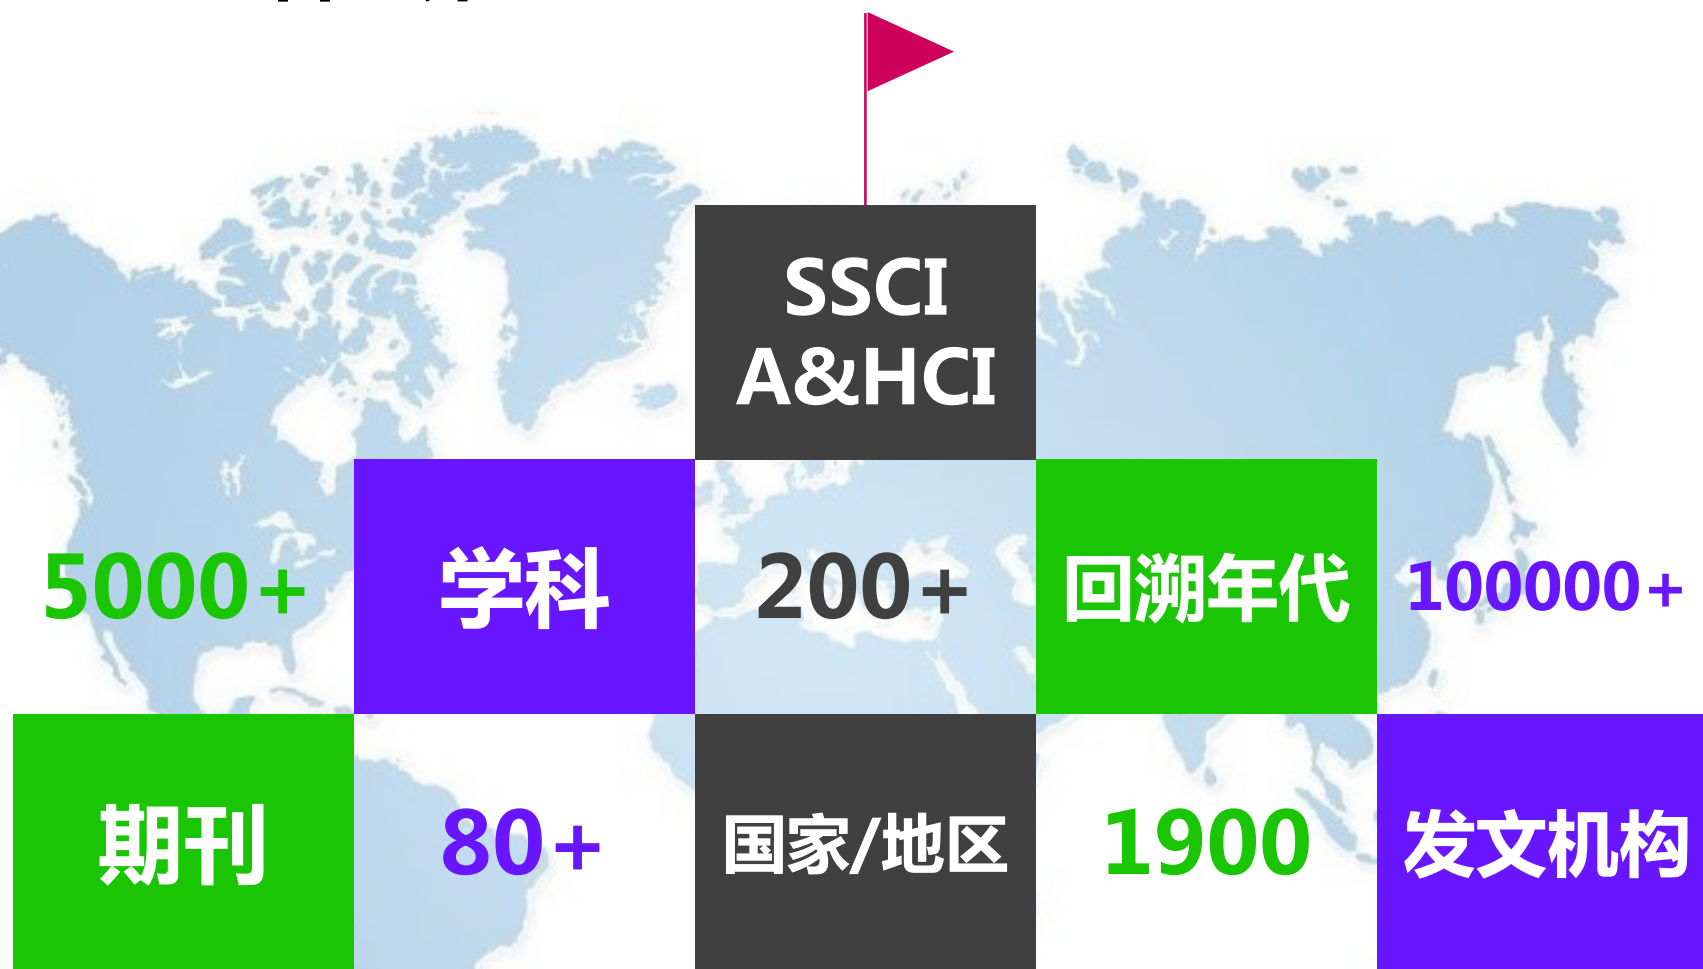 SSCI
A&HCI
5000+
学科
200+
回溯年代
100000+
期刊
80+
国家/地区
1900
发文机构